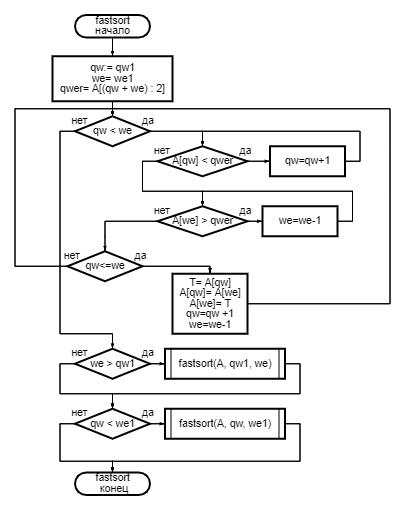 fastsort
начало
qw:= qw1
we= we1
qwer= A[(qw + we) : 2]
нет
да
qw < we
нет
да
A[qw] < qwer
qw=qw+1
нет
да
A[we] > qwer
we=we-1
нет
да
qw<=we
T= A[qw]
A[qw]= A[we]
A[we]= T
qw=qw +1
we=we-1
нет
да
we > qw1
fastsort(A, qw1, we)
нет
да
qw < we1
fastsort(A, qw, we1)
fastsort
конец